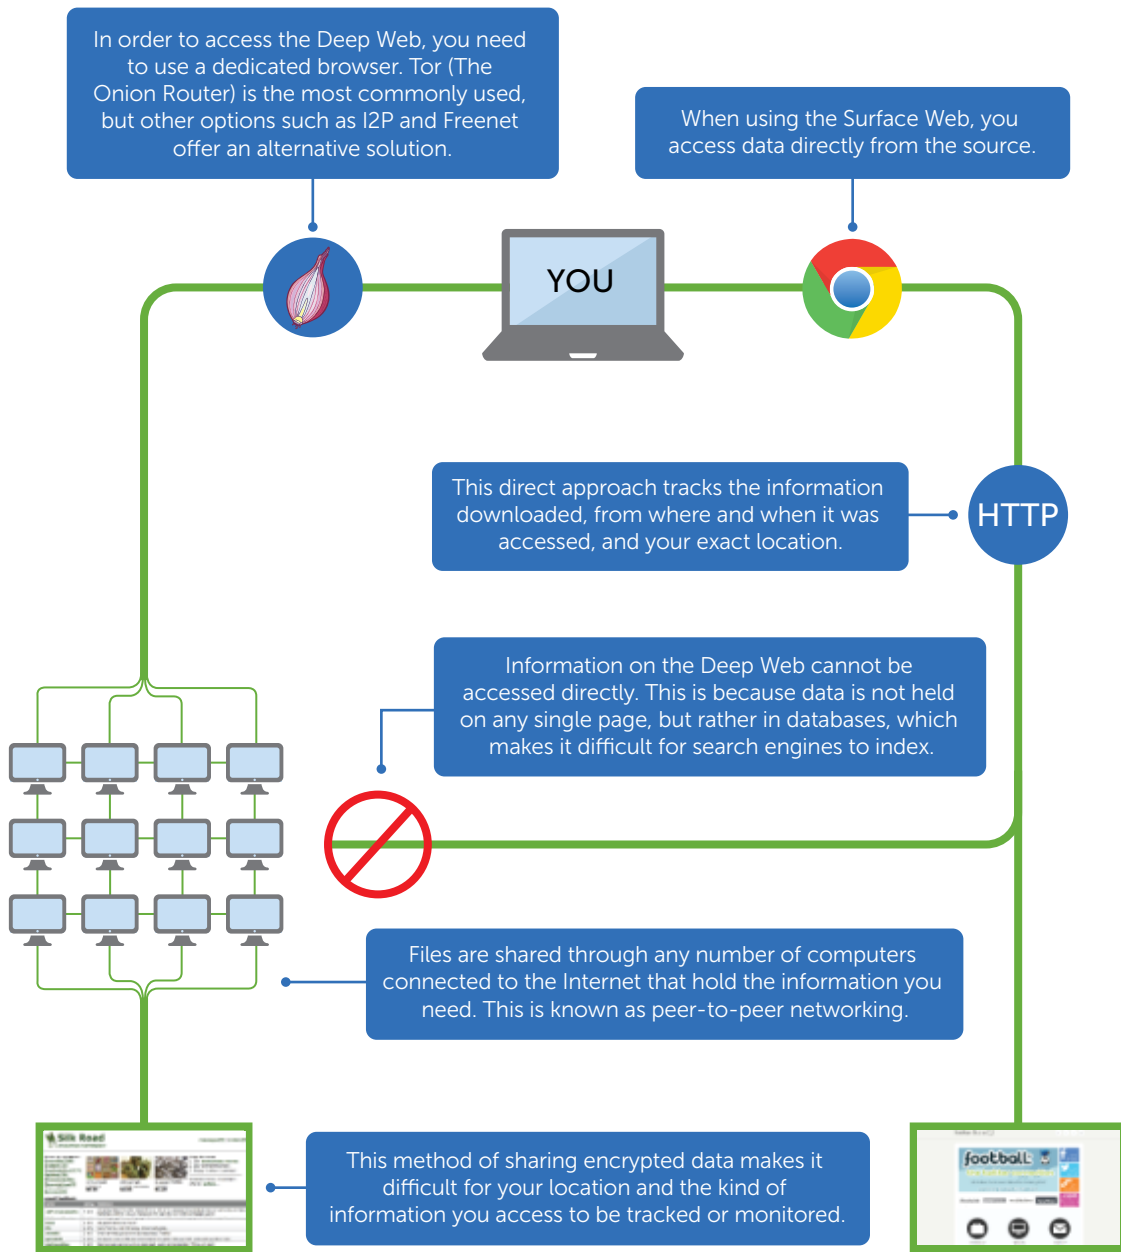 In order to access the Deep Web, you need
to use a dedicated browser. Tor (The
Onion Router) is the most commonly used,
but other options such as I2P and Freenet
offer an alternative solution.
When using the Surface Web, you
access data directly from the source.
YOU
This direct approach tracks the information
downloaded, from where and when it was
accessed, and your exact location.
HTTP
Information on the Deep Web cannot be
accessed directly. This is because data is not held
on any single page, but rather in databases, which
makes it difficult for search engines to index.
Files are shared through any number of computers
connected to the Internet that hold the information you
need. This is known as peer-to-peer networking.
Silk Road
This method of sharing encrypted data makes it
difficult for your location and the kind of
information you access to be tracked or monitored.
football